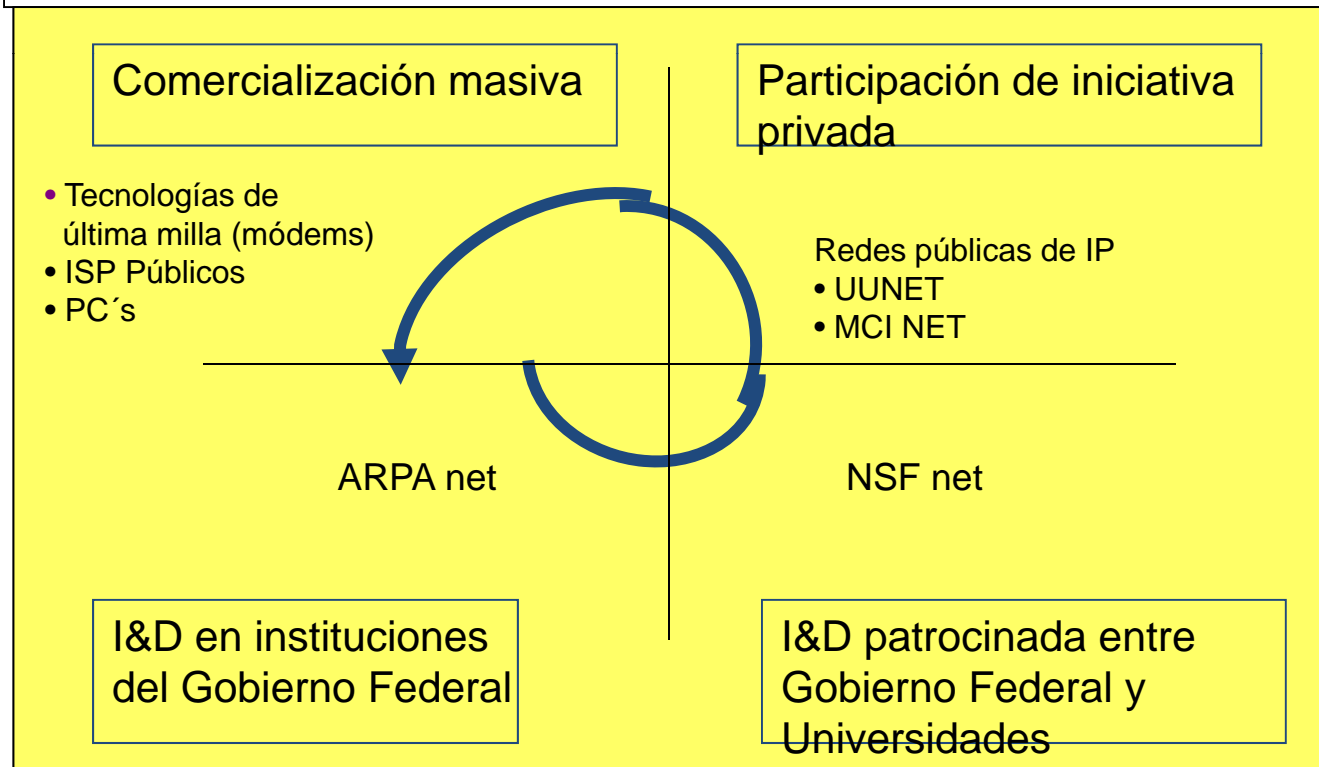 Comercialización masiva
Participación de iniciativa
privada
• Tecnologías de
última milla (módems)
• ISP Públicos
• PC´s
Redes públicas de IP
• UUNET
• MCI NET
ARPA net
NSF net
I&D en instituciones
del Gobierno Federal
I&D patrocinada entre
Gobierno Federal y
Universidades